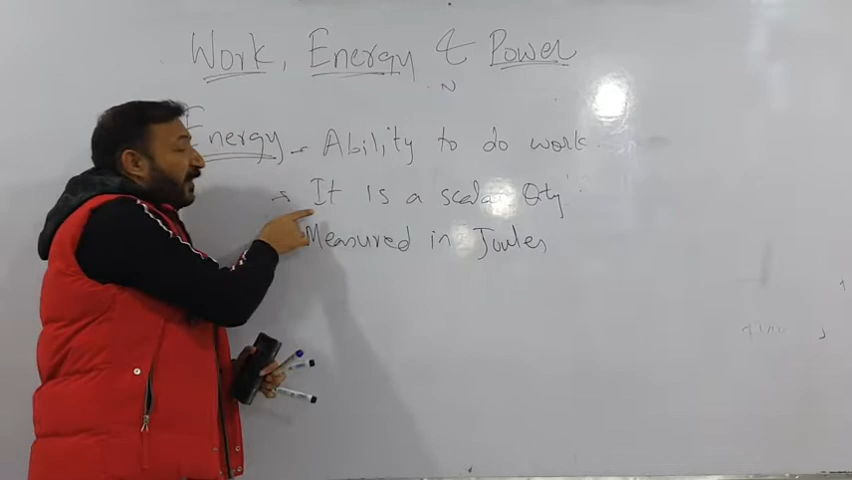 Work, Energy & Power
Energy → Ability to do work.
→ It is a scalar Qty.
Measured in Joules